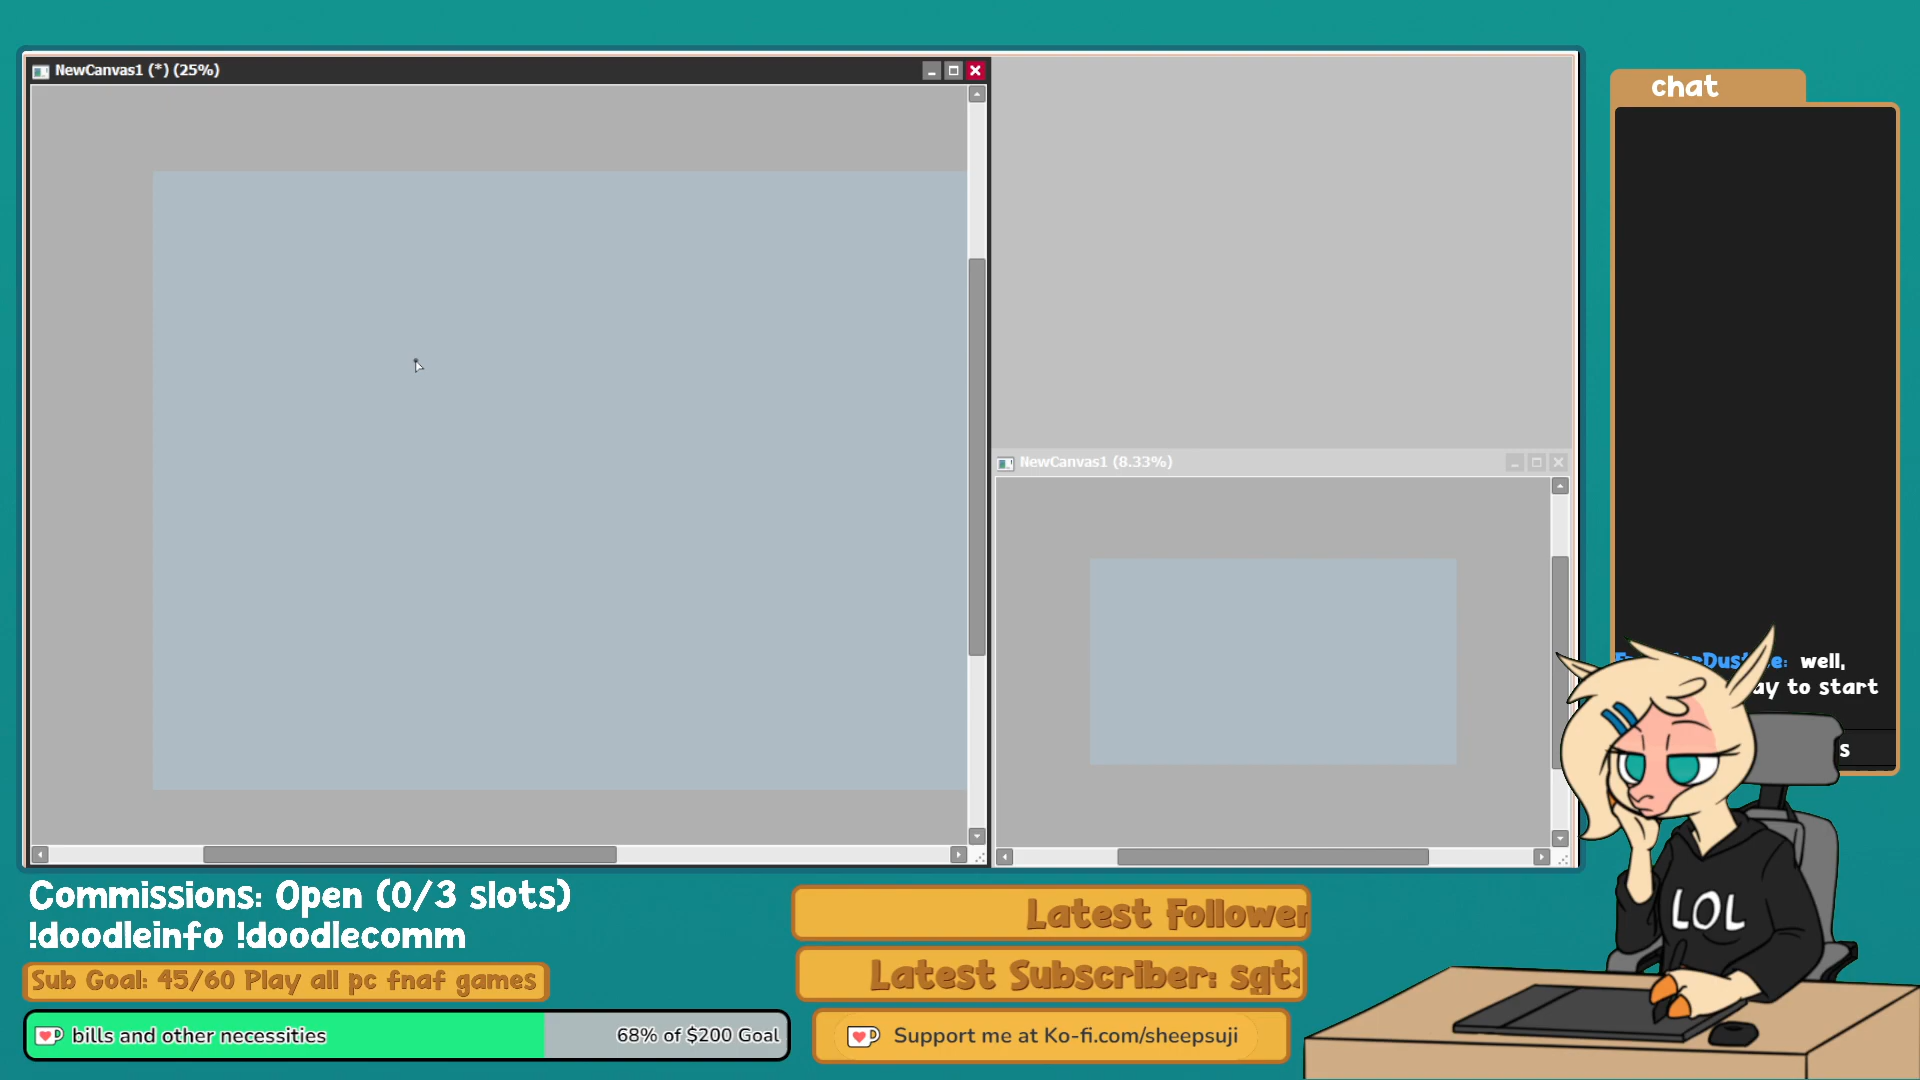 NewCanvas1 (*) (25%)
chat
NewCanvas1 (8.33%)
well,
to start
s
LOL
Commissions: Open (0/3 slots)
!doodleinfo !doodlecomm
Sub Goal: 45/60 Play all pc fnaf games
bills and other necessities 68% of $200 Goal
Latest Follower
Latest Subscriber: sgt
Support me at Ko-fi.com/sheepsuji